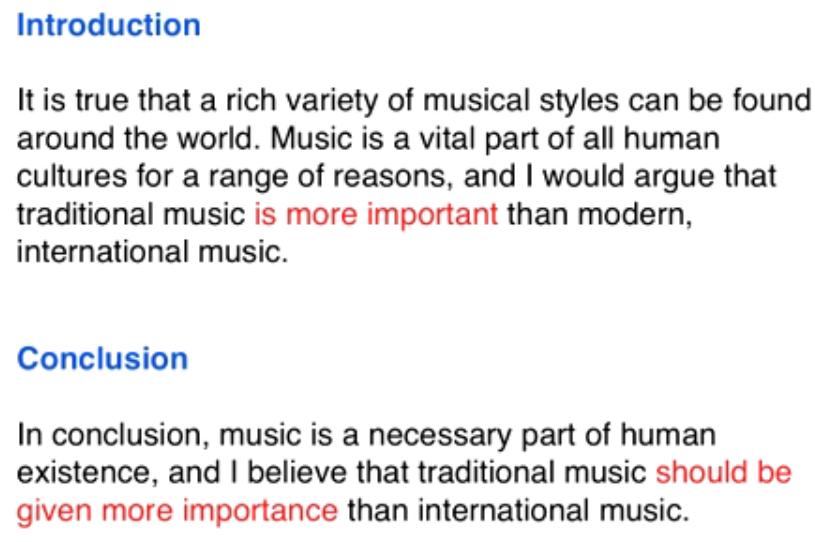 Introduction
It is true that a rich variety of musical styles can be found
around the world. Music is a vital part of all human
cultures for a range of reasons, and I would argue that
traditional music is more important than modern,
international music.
Conclusion
In conclusion, music is a necessary part of human
existence, and I believe that traditional music should be
given more importance than international music.